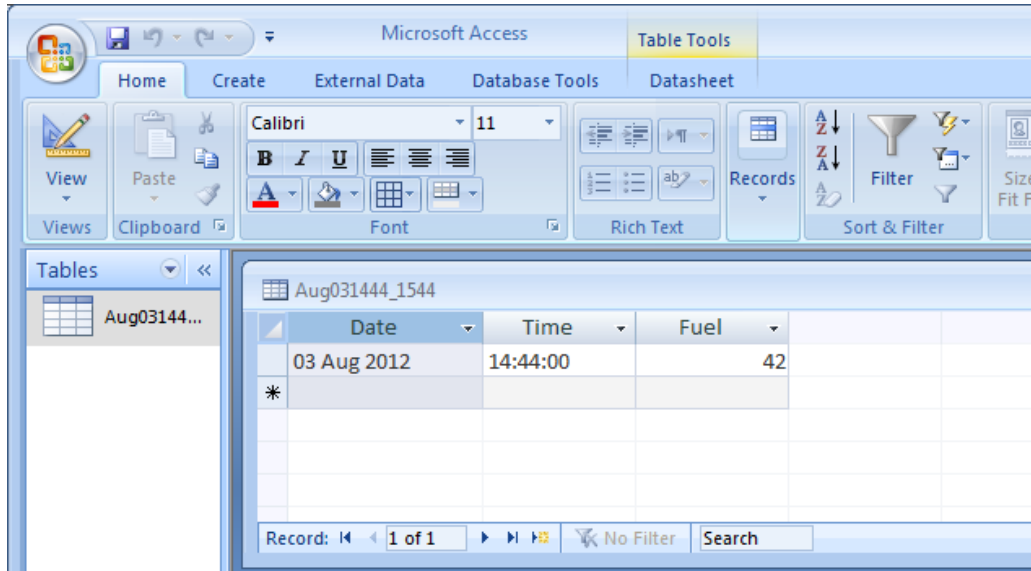 Microsoft Access
Table Tools
Home Create External Data Database Tools Datasheet
Calibri 11
B I U
A
View Paste Records Filter Size
Fit F
Views Clipboard Font Rich Text Sort & Filter
Tables
Aug03144...
Aug031444_1544
Date Time Fuel
03 Aug 2012 14:44:00 42
Record: 1 of 1 No Filter Search